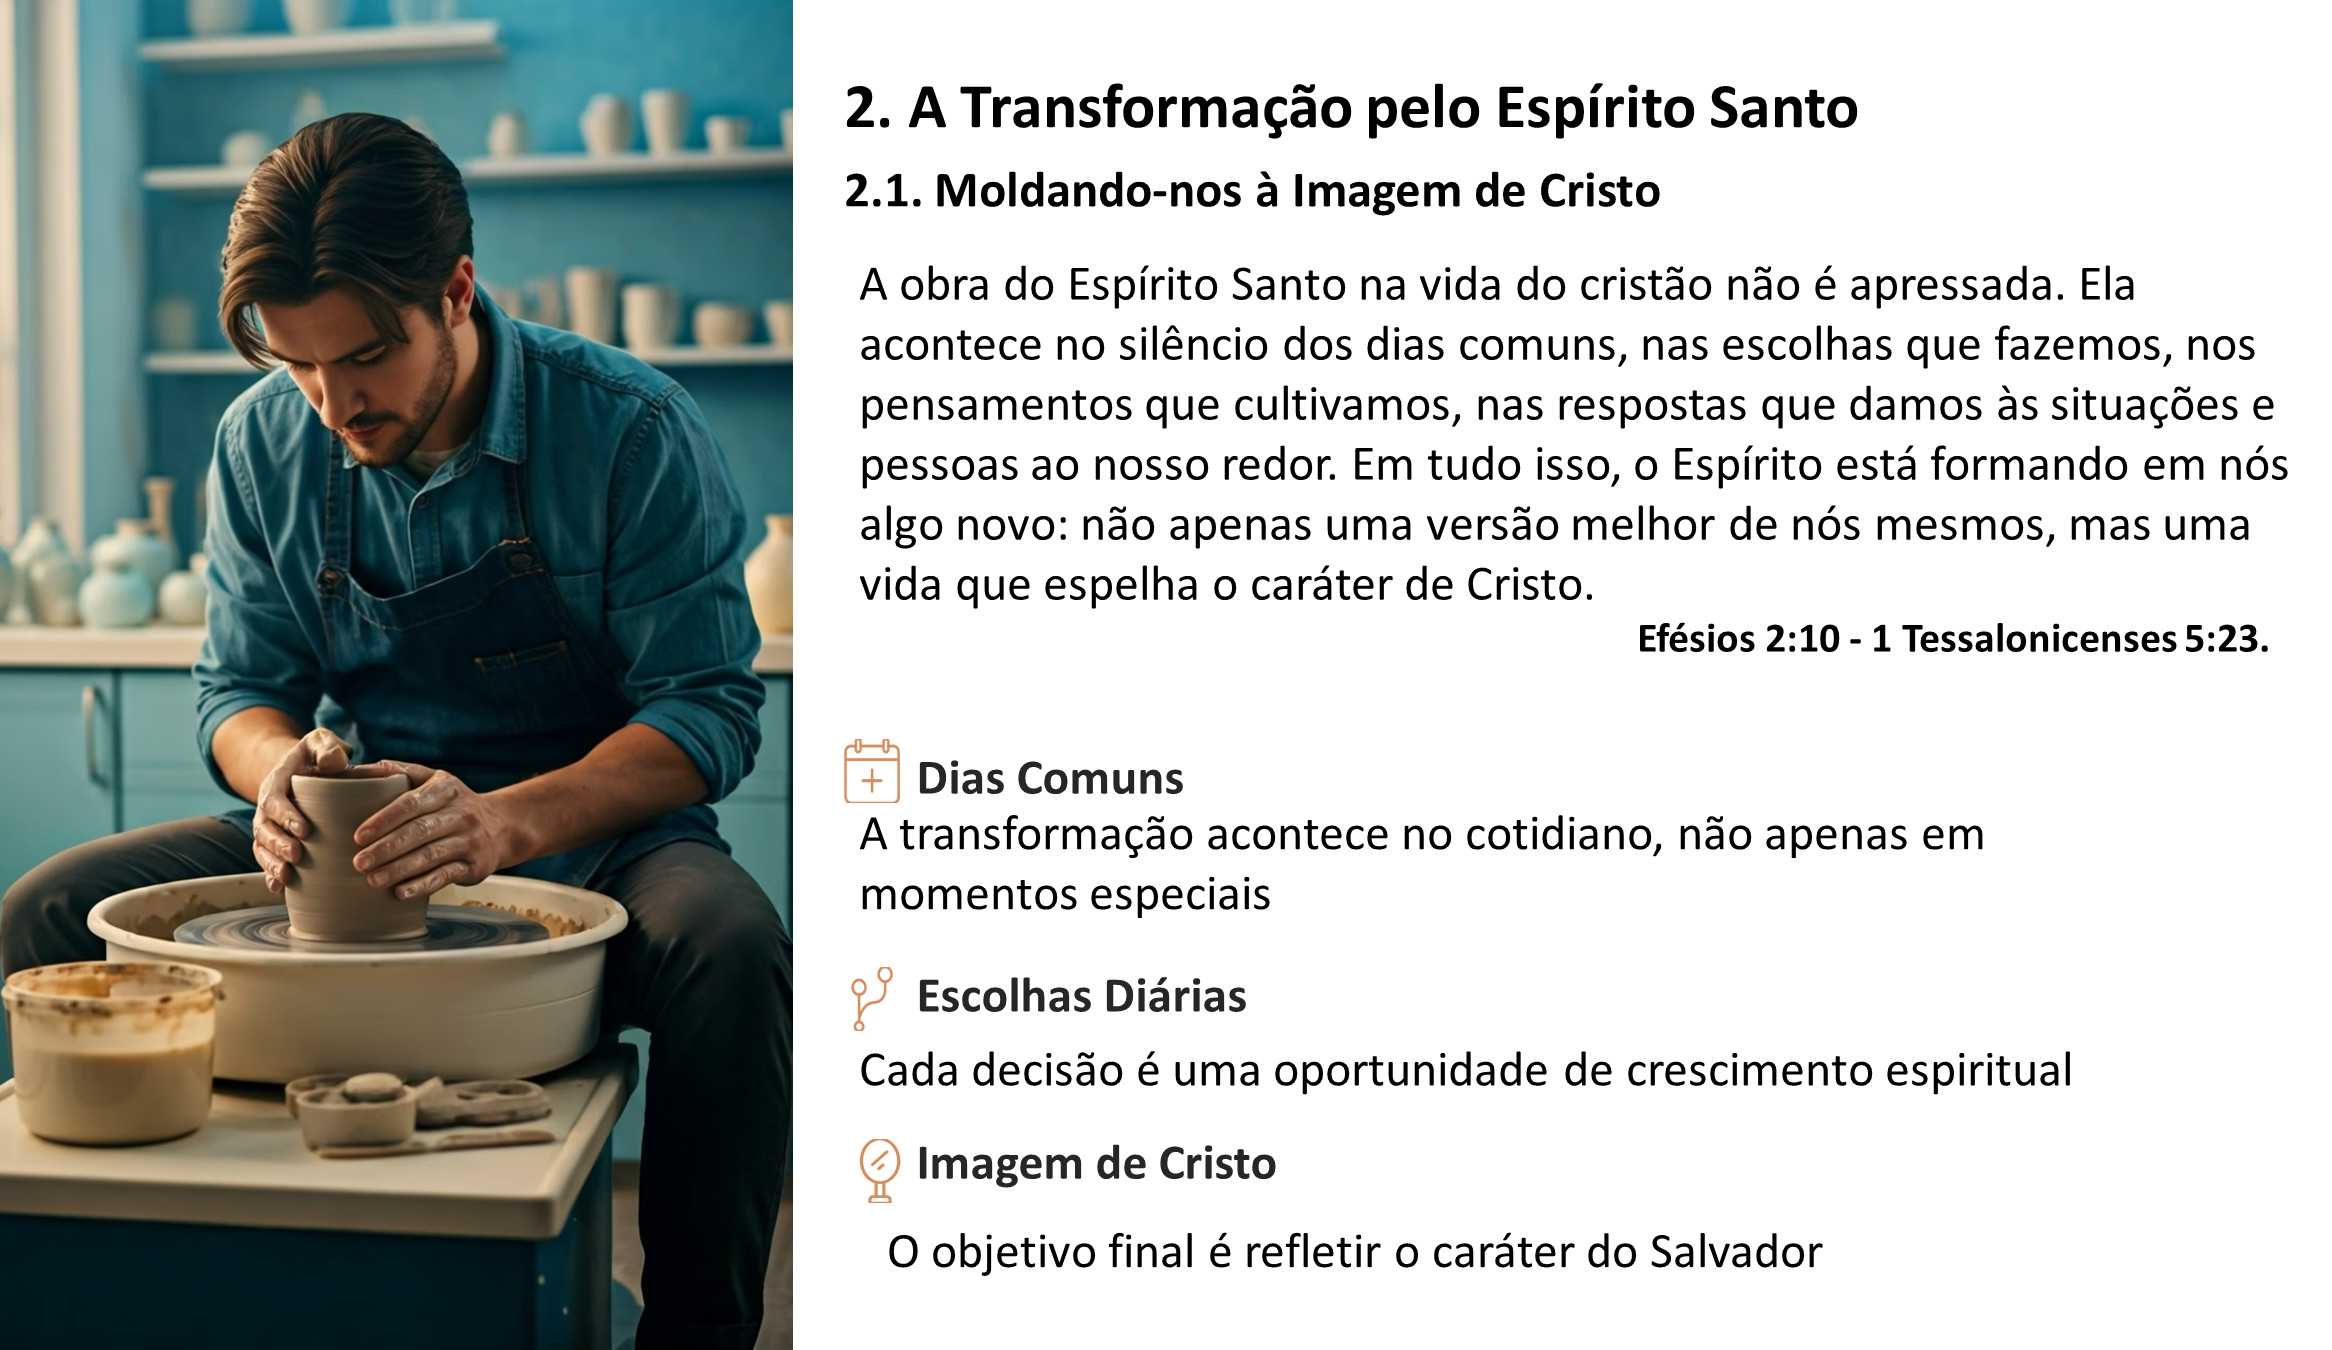 2. A Transformação pelo Espírito Santo
2.1. Moldando-nos à Imagem de Cristo
A obra do Espírito Santo na vida do cristão não é apressada. Ela
acontece no silêncio dos dias comuns, nas escolhas que fazemos, nos
pensamentos que cultivamos, nas respostas que damos às situações e
pessoas ao nosso redor. Em tudo isso, o Espírito está formando em nós
algo novo: não apenas uma versão melhor de nós mesmos, mas uma
vida que espelha o caráter de Cristo.
Efésios 2:10 - 1 Tessalonicenses 5:23.
Dias Comuns
A transformação acontece no cotidiano, não apenas em
momentos especiais
Escolhas Diárias
Cada decisão é uma oportunidade de crescimento espiritual
Imagem de Cristo
O objetivo final é refletir o caráter do Salvador